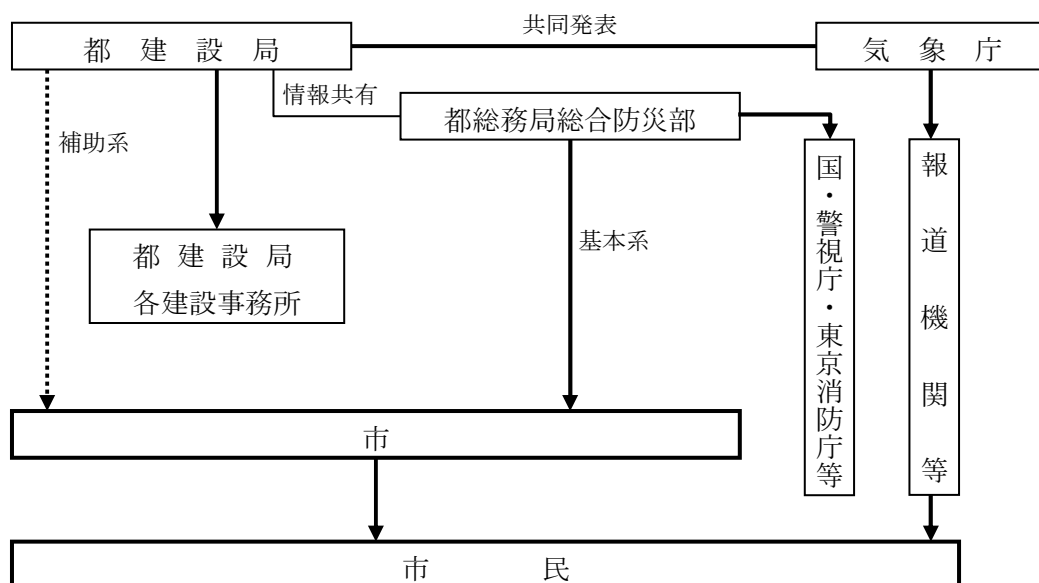 共同発表
都建設局
気象庁
情報共有
都総務局総合防災部
補助系
国・警視庁・東京消防庁等
報道機関等
都建設局
各建設事務所
基本系
市
市民